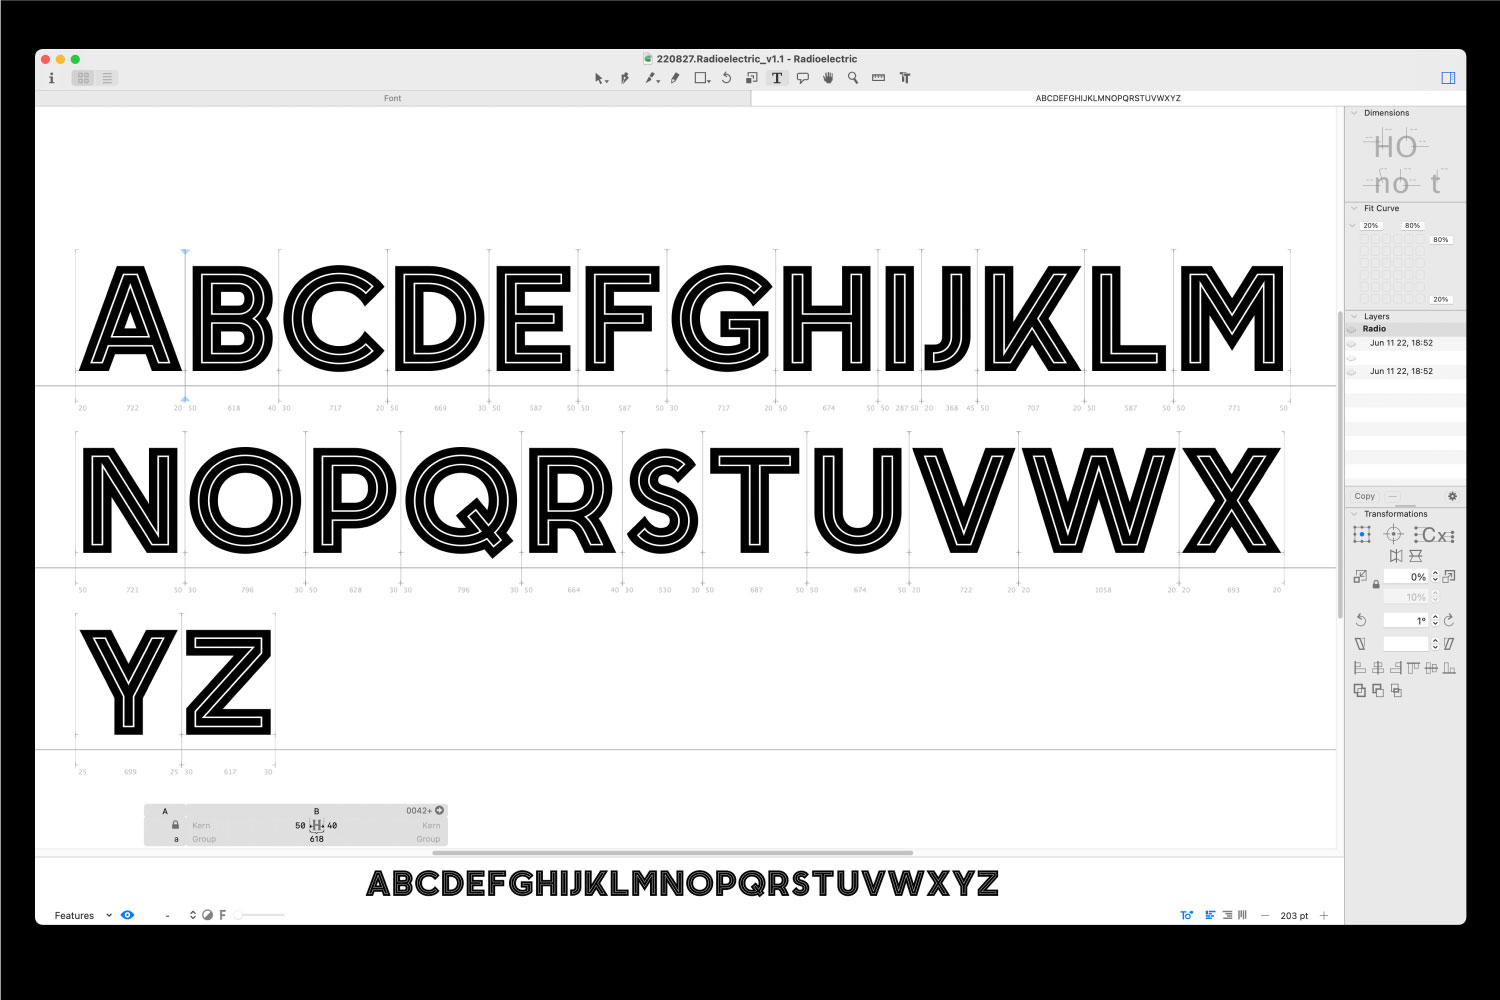 220827.Radioelectric_v1.1 - Radioelectric
Font
ABCDEFGHIJKLMNOPQRSTUVWXYZ
ABCDEFGHIJKLM
20 722 20 50 618 40 30 717 20 50 669 30 50 587 50 50 587 50 30 717 20 50 674 50 50 287 50 20 368 45 50 707 20 50 587 50 50 771 50
NOPQRSTUVWX
50 721 50 30 796 30 50 628 30 30 796 30 50 664 40 30 530 30 50 687 50 50 674 50 20 722 20 20 1058 20 20 693 20
YZ
25 699 25 30 617 30
A B 0042+
Kern 50 H 40 Kern
a Group 618 Group
ABCDEFGHIJKLMNOPQRSTUVWXYZ
Features - F
203 pt
Dimensions
HO
no t
Fit Curve
20% 80%
80%
20%
Layers
Radio
Jun 11 22, 18:52
Jun 11 22, 18:52
Copy
Transformations
Cx
0%
10%
1°